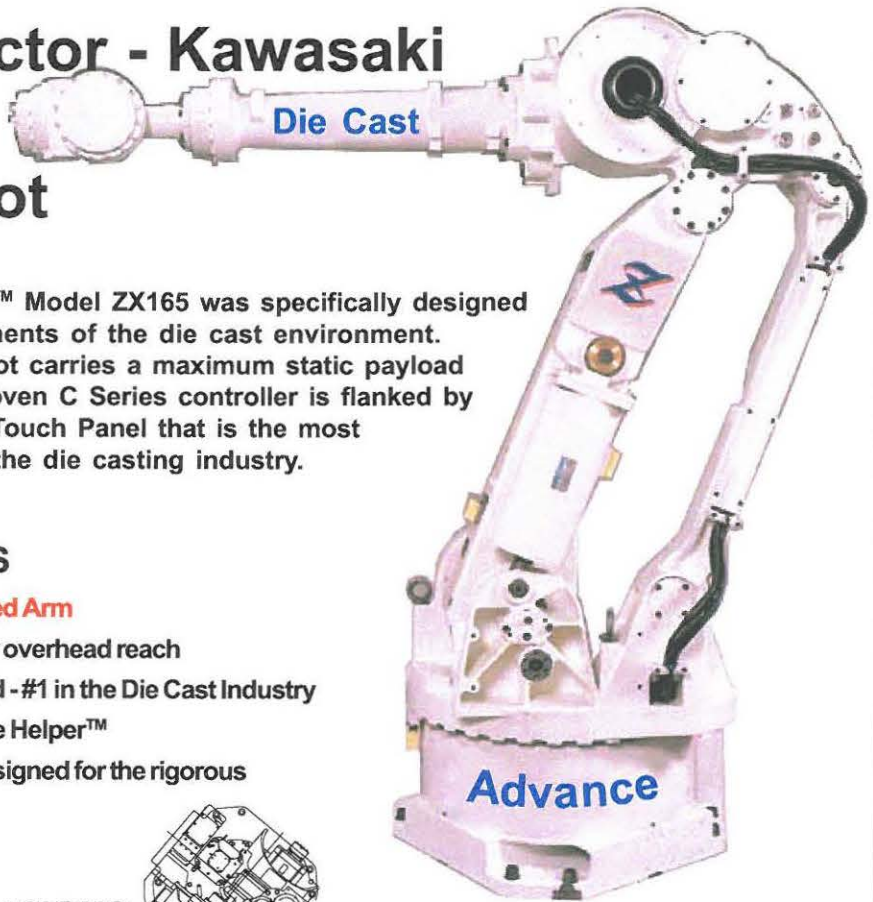 ctor - Kawasaki
Die Cast
ot
™ Model ZX165 was specifically designed
ents of the die cast environment.
ot carries a maximum static payload
oven C Series controller is flanked by
Touch Panel that is the most
the die casting industry.
s
ed Arm
overhead reach
d - #1 in the Die Cast Industry
e Helper™
signed for the rigorous
Z
Advance